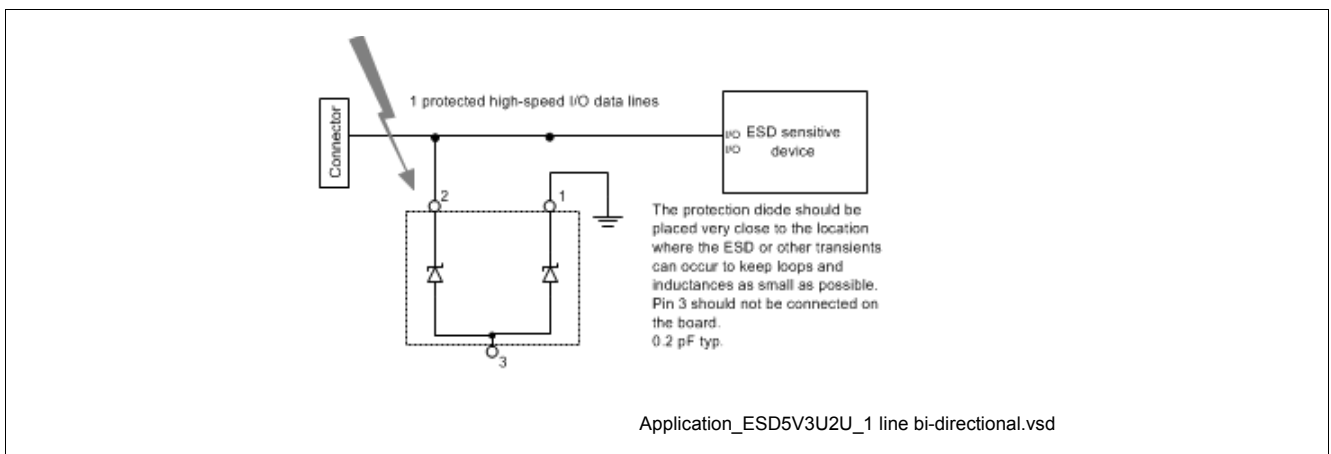 1 protected high-speed I/O data lines
Connector
I/O
I/O
ESD sensitive
device
2
1
3
The protection diode should be
placed very close to the location
where the ESD or other transients
can occur to keep loops and
inductances as small as possible.
Pin 3 should not be connected on
the board.
0.2 pF typ.
Application_ESD5V3U2U_1 line bi-directional.vsd